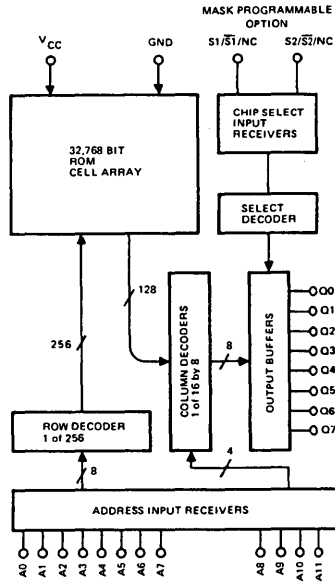 MASK PROGRAMMABLE
OPTION
VCC
GND
S1/S̅1̅/NC
S2/S̅2̅/NC
32,768 BIT
ROM
CELL ARRAY
CHIP SELECT
INPUT
RECEIVERS
SELECT
DECODER
128
256
COLUMN DECODERS
1 of 16 by 8
8
OUTPUT BUFFERS
Q0
Q1
Q2
Q3
Q4
Q5
Q6
Q7
ROW DECODER
1 of 256
8
4
ADDRESS INPUT RECEIVERS
A0
A1
A2
A3
A4
A5
A6
A7
A8
A9
A10
A11